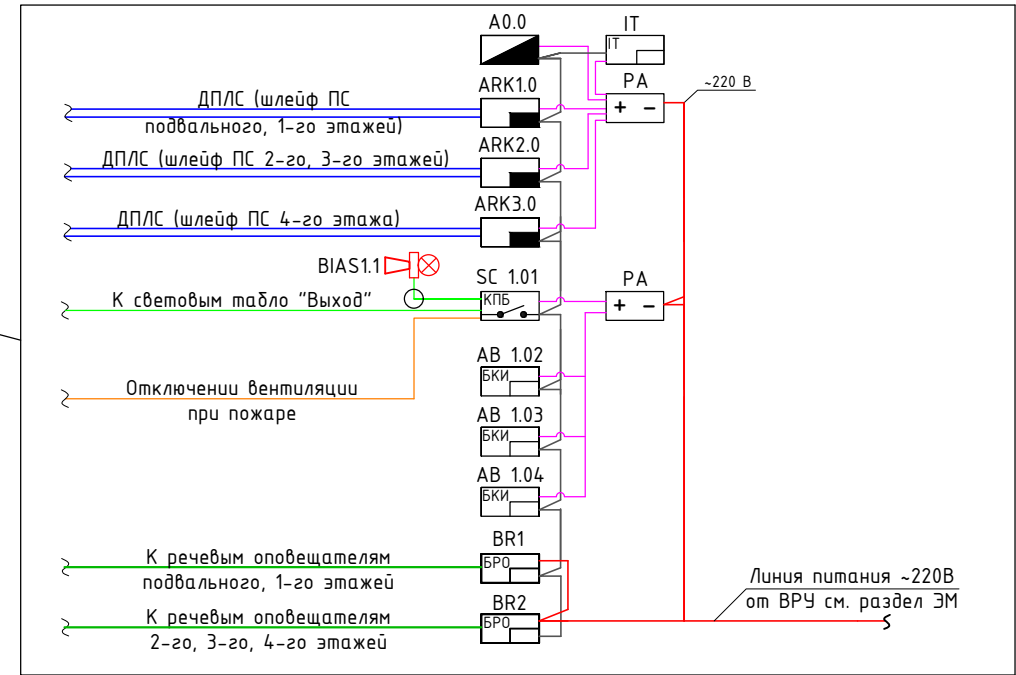 A0.0
IT
IT
ARK1.0
PA
~220 В
+ −
ДПЛС (шлейф ПС
подвального, 1-го этажей)
ARK2.0
ДПЛС (шлейф ПС 2-го, 3-го этажей)
ARK3.0
ДПЛС (шлейф ПС 4-го этажа)
BIAS1.1
SC 1.01
PA
КПБ
+ −
К световым табло "Выход"
AB 1.02
БКИ
Отключении вентиляции
при пожаре
AB 1.03
БКИ
AB 1.04
БКИ
BR1
К речевым оповещателям
подвального, 1-го этажей
БРО
BR2
К речевым оповещателям
2-го, 3-го, 4-го этажей
БРО
Линия питания ~220В
от ВРУ см. раздел ЭМ